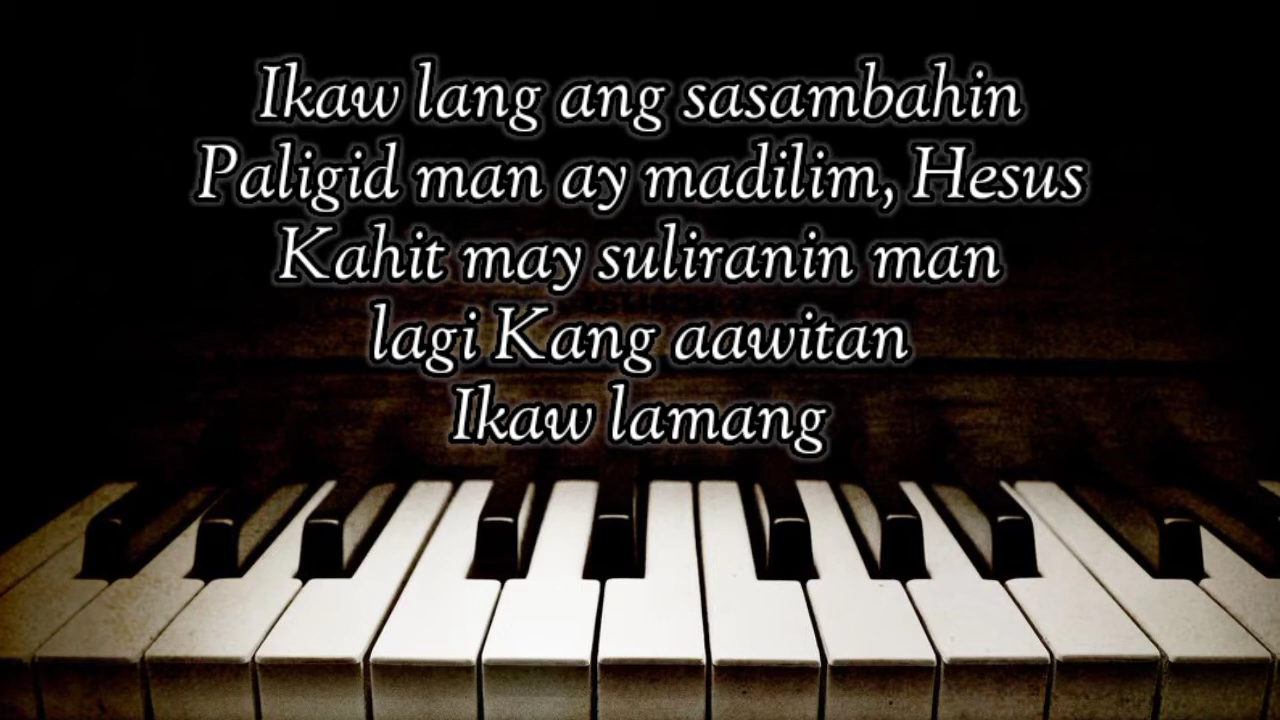 Ikaw lang ang sasambahin
Paligid man ay madilim, Hesus
Kahit may suliranin man
lagi Kang aawitan
Ikaw lamang